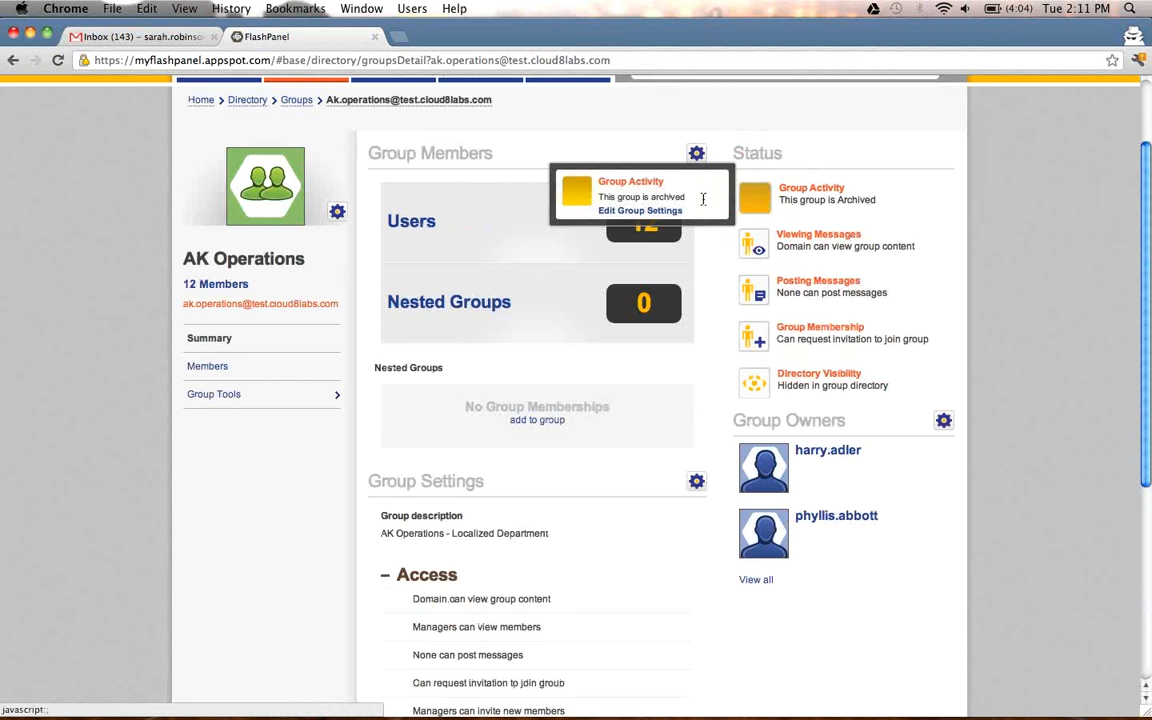 Chrome File Edit View History Bookmarks Window Users Help (4:04) Tue 2:11 PM
Inbox (143) – sarah.robinso
FlashPanel
https://myflashpanel.appspot.com/#base/directory/groupsDetail?ak.operations@test.cloud8labs.com
Home > Directory > Groups > Ak.operations@test.cloud8labs.com
AK Operations
12 Members
ak.operations@test.cloud8labs.com
Summary
Members
Group Tools
Group Members
Group Activity
This group is archived
Edit Group Settings
Users 12
Nested Groups 0
Nested Groups
No Group Memberships
add to group
Group Settings
Group description
AK Operations - Localized Department
– Access
Domain can view group content
Managers can view members
None can post messages
Can request invitation to join group
Managers can invite new members
Status
Group Activity
This group is Archived
Viewing Messages
Domain can view group content
Posting Messages
None can post messages
Group Membership
Can request invitation to join group
Directory Visibility
Hidden in group directory
Group Owners
harry.adler
phyllis.abbott
View all
javascript:;